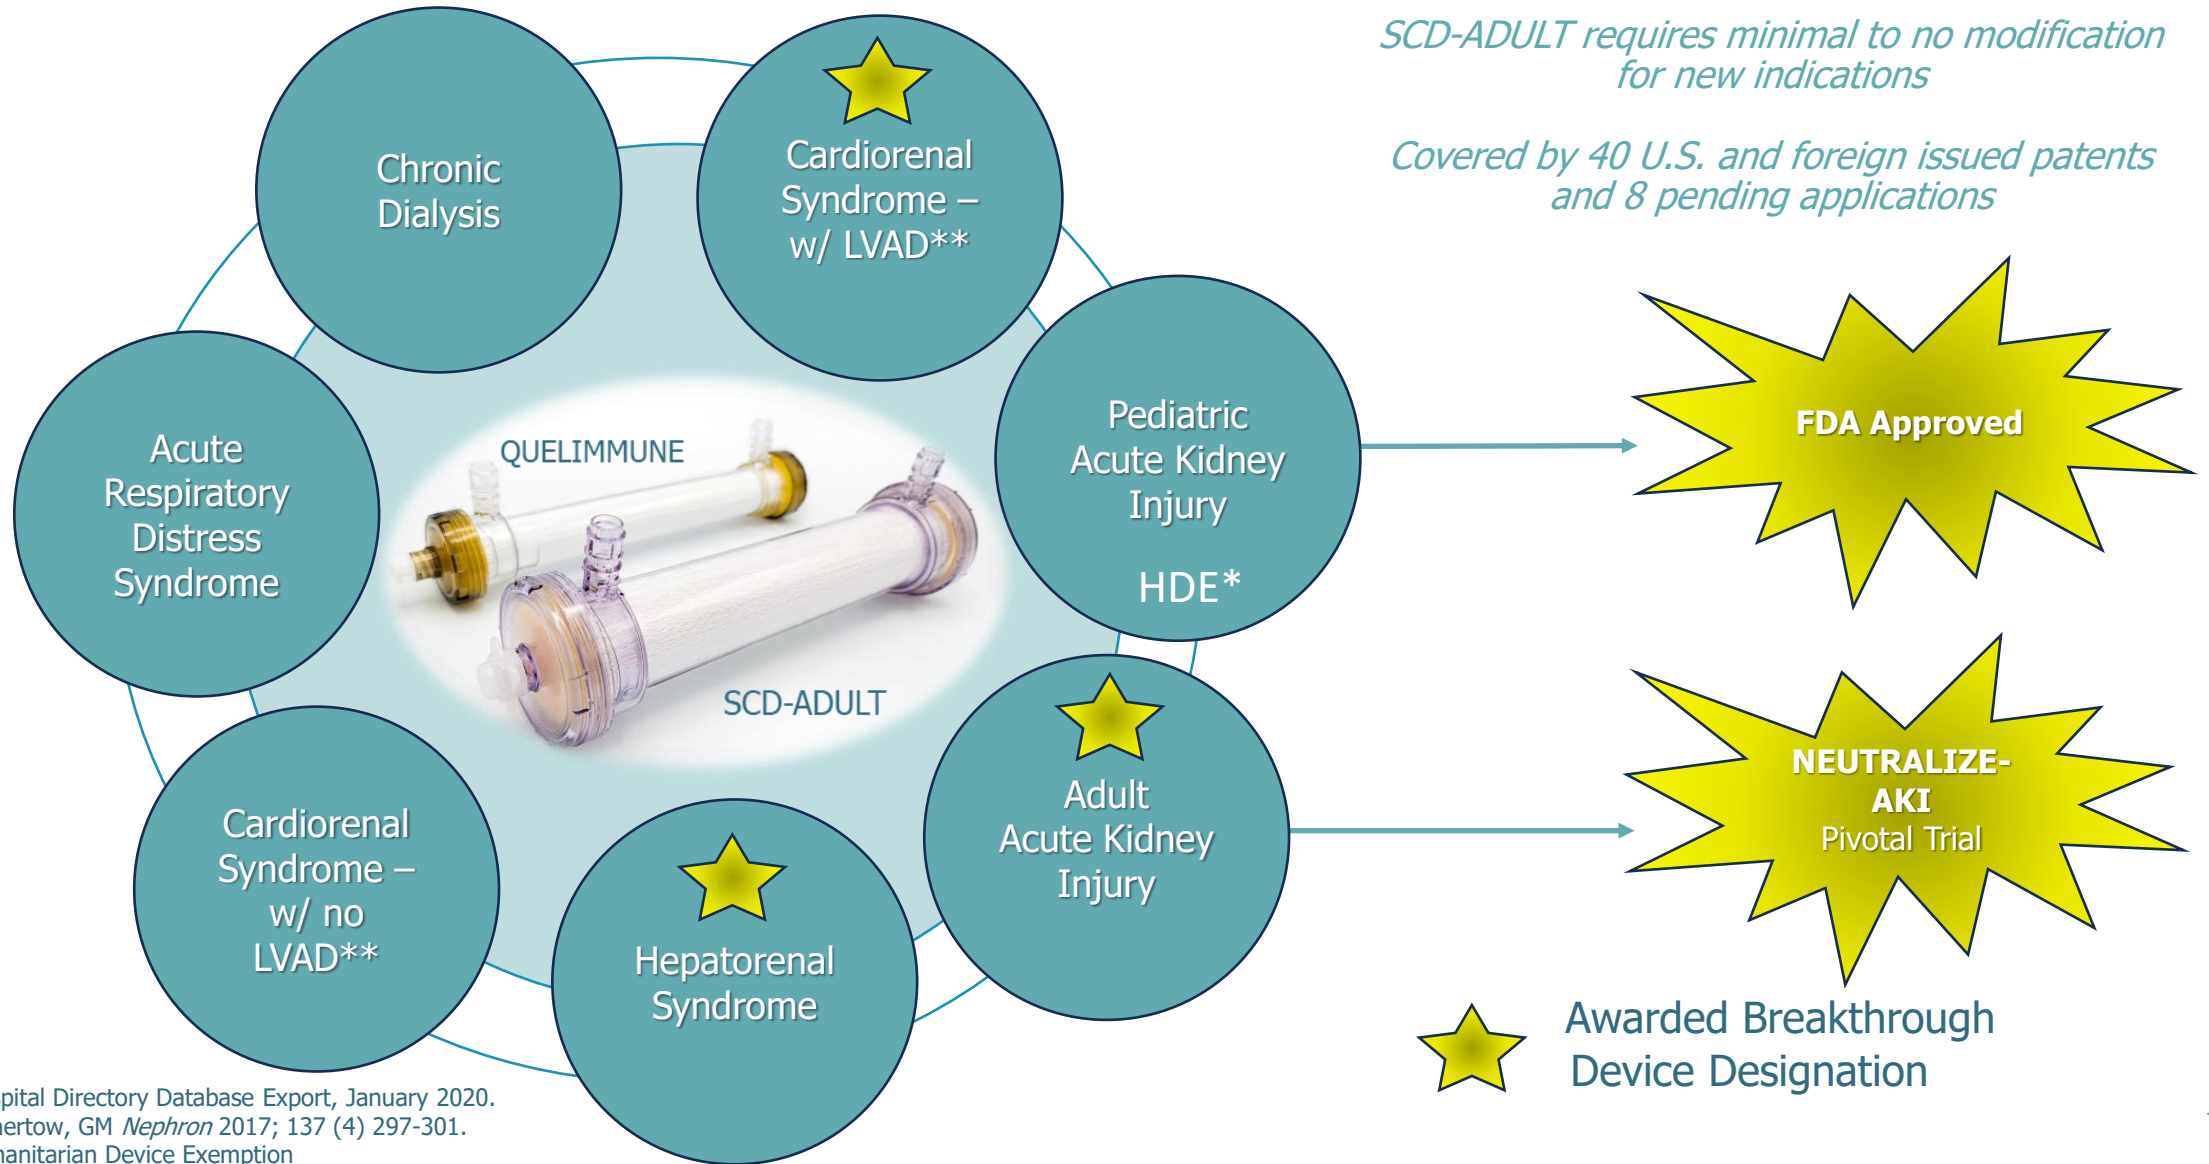 SCD-ADULT requires minimal to no modification
for new indications
Covered by 40 U.S. and foreign issued patents
and 8 pending applications
Chronic
Dialysis
Cardiorenal
Syndrome –
w/ LVAD**
Pediatric
Acute Kidney
Injury
HDE*
FDA Approved
Acute
Respiratory
Distress
Syndrome
QUELIMMUNE
SCD-ADULT
Adult
Acute Kidney
Injury
NEUTRALIZE-
AKI
Pivotal Trial
Cardiorenal
Syndrome –
w/ no
LVAD**
Hepatorenal
Syndrome
Awarded Breakthrough
Device Designation
Directory Database Export, January 2020.
GM Nephron 2017; 137 (4) 297-301.
Device Exemption